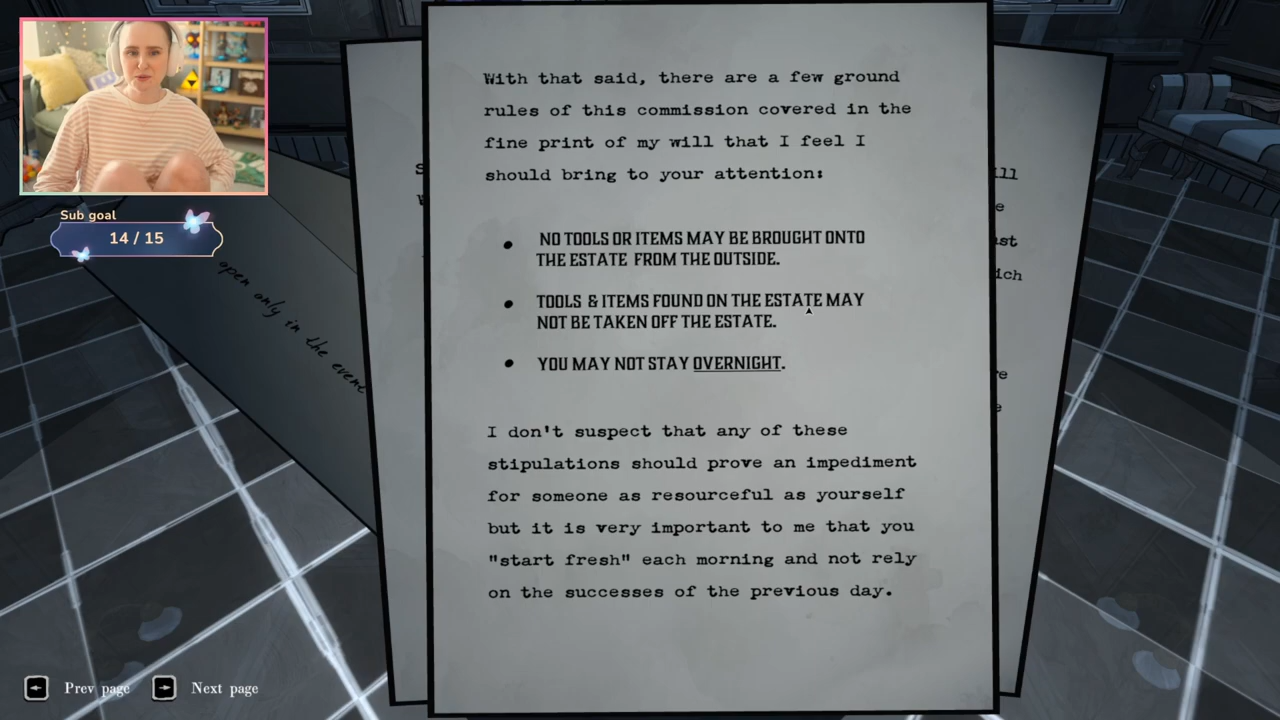 Sub goal
14 / 15
open only in the event
With that said, there are a few ground
rules of this commission covered in the
fine print of my will that I feel I
should bring to your attention:
• NO TOOLS OR ITEMS MAY BE BROUGHT ONTO
THE ESTATE FROM THE OUTSIDE.
• TOOLS & ITEMS FOUND ON THE ESTATE MAY
NOT BE TAKEN OFF THE ESTATE.
• YOU MAY NOT STAY OVERNIGHT.
I don't suspect that any of these
stipulations should prove an impediment
for someone as resourceful as yourself
but it is very important to me that you
"start fresh" each morning and not rely
on the successes of the previous day.
Prev page
Next page